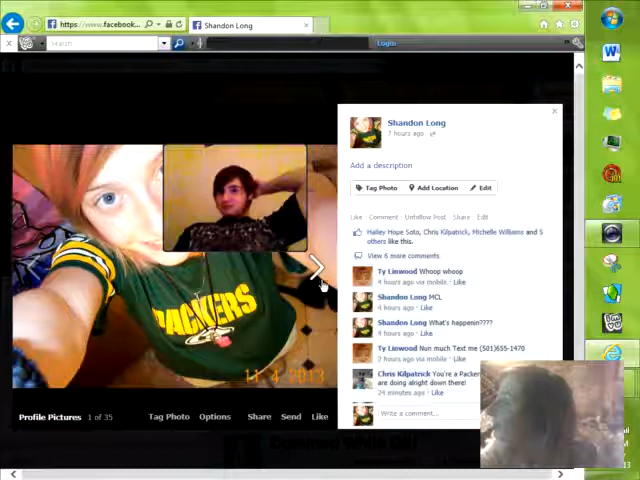 https://www.facebook...
Shandon Long
Search
Login
Shandon Long
7 hours ago
Add a description
Tag Photo Add Location Edit
Like · Comment · Unfollow Post · Share · Edit
Hailey Hope Soto, Chris Kilpatrick, Michelle Williams and 5
others like this.
View 6 more comments
Ty Linwood Whoop whoop
4 hours ago via mobile · Like
Shandon Long MCL
4 hours ago · Like
Shandon Long What's happenin????
4 hours ago · Like
Ty Linwood Nun much Text me (501)655-1470
2 hours ago via mobile · Like
Chris Kilpatrick You're a Packe
are doing alright down there!
24 minutes ago · Like
Write a comment...
PACKERS
11 4 2013
Profile Pictures 1 of 35
Tag Photo Options Share Send Like